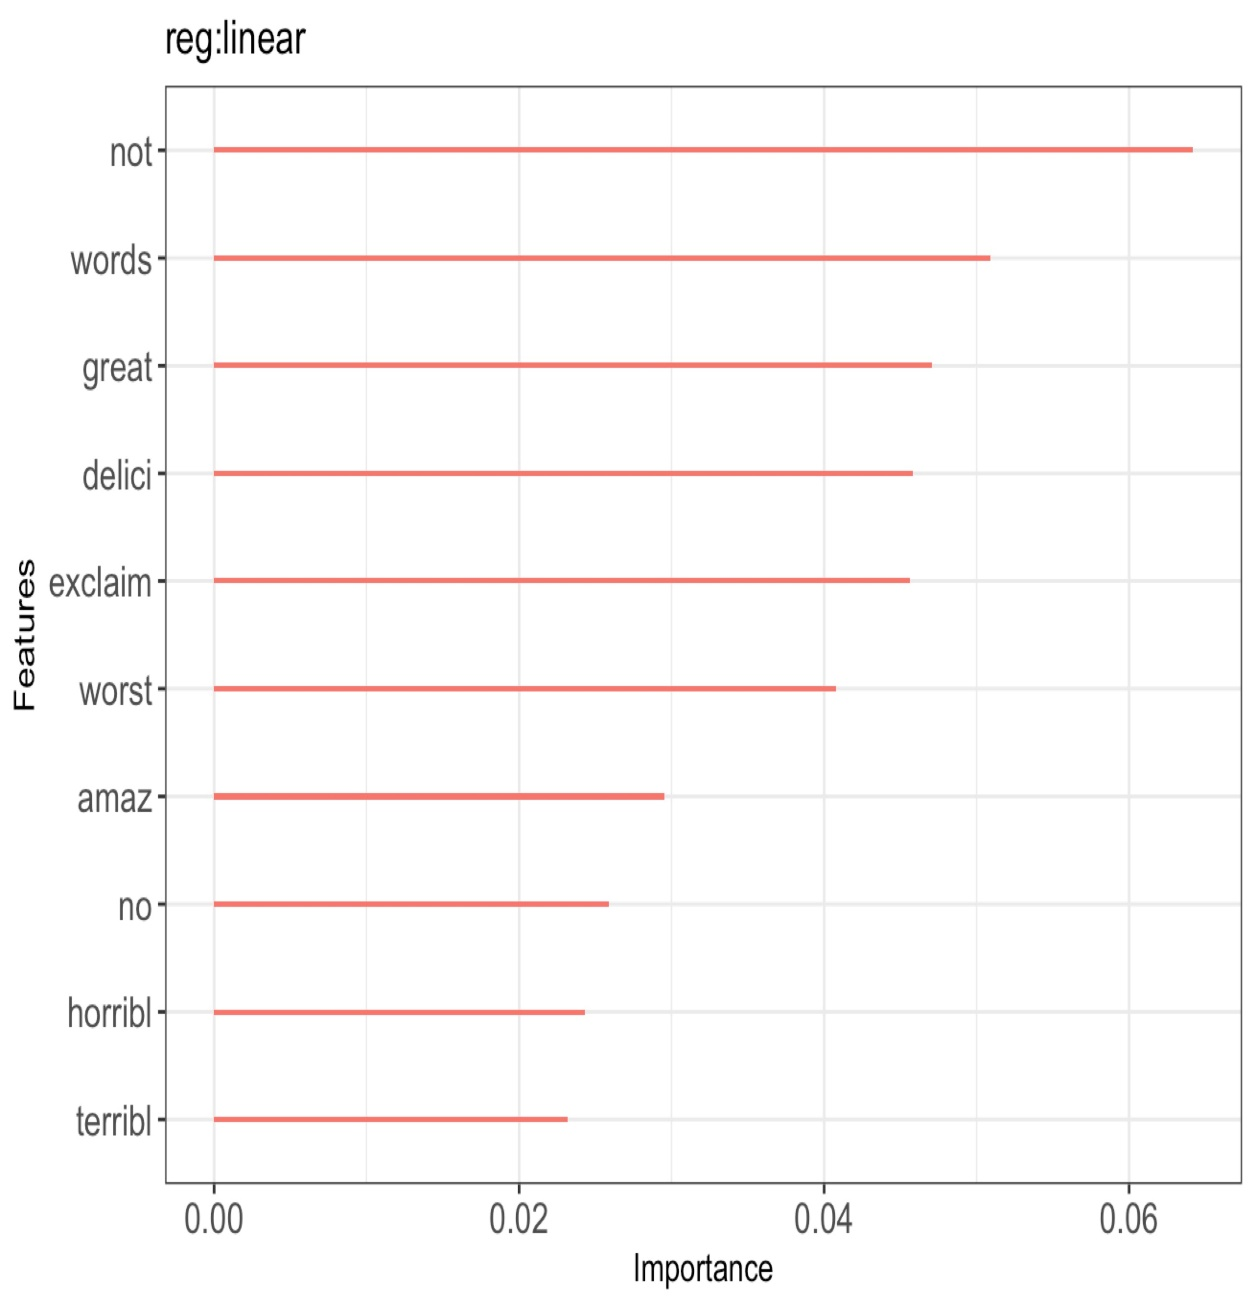 reg:linear
not
words
great
delici
exclaim
worst
amaz
no
horribl
terribl
Features
0.00 0.02 0.04 0.06
Importance